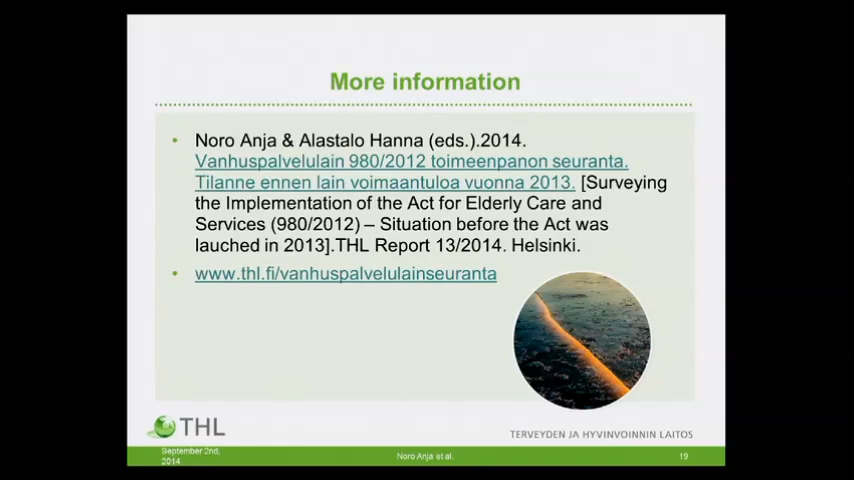 More information
• Noro Anja & Alastalo Hanna (eds.).2014.
Vanhuspalvelulain 980/2012 toimeenpanon seuranta.
Tilanne ennen lain voimaantuloa vuonna 2013. [Surveying
the Implementation of the Act for Elderly Care and
Services (980/2012) – Situation before the Act was
lauched in 2013].THL Report 13/2014. Helsinki.
• www.thl.fi/vanhuspalvelulainseuranta
THL
TERVEYDEN JA HYVINVOINNIN LAITOS
September 2nd,
2014
Noro Anja et al.
19